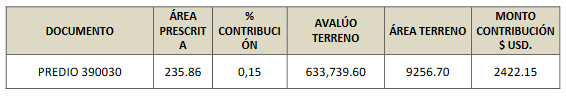 DOCUMENTO
ÁREA
PRESCRIT
A
%
CONTRIBUCI
ÓN
AVALÚO
TERRENO
ÁREA TERRENO
MONTO
CONTRIBUCIÓN
$ USD.
PREDIO 390030
235.86
0,15
633,739.60
9256.70
2422.15